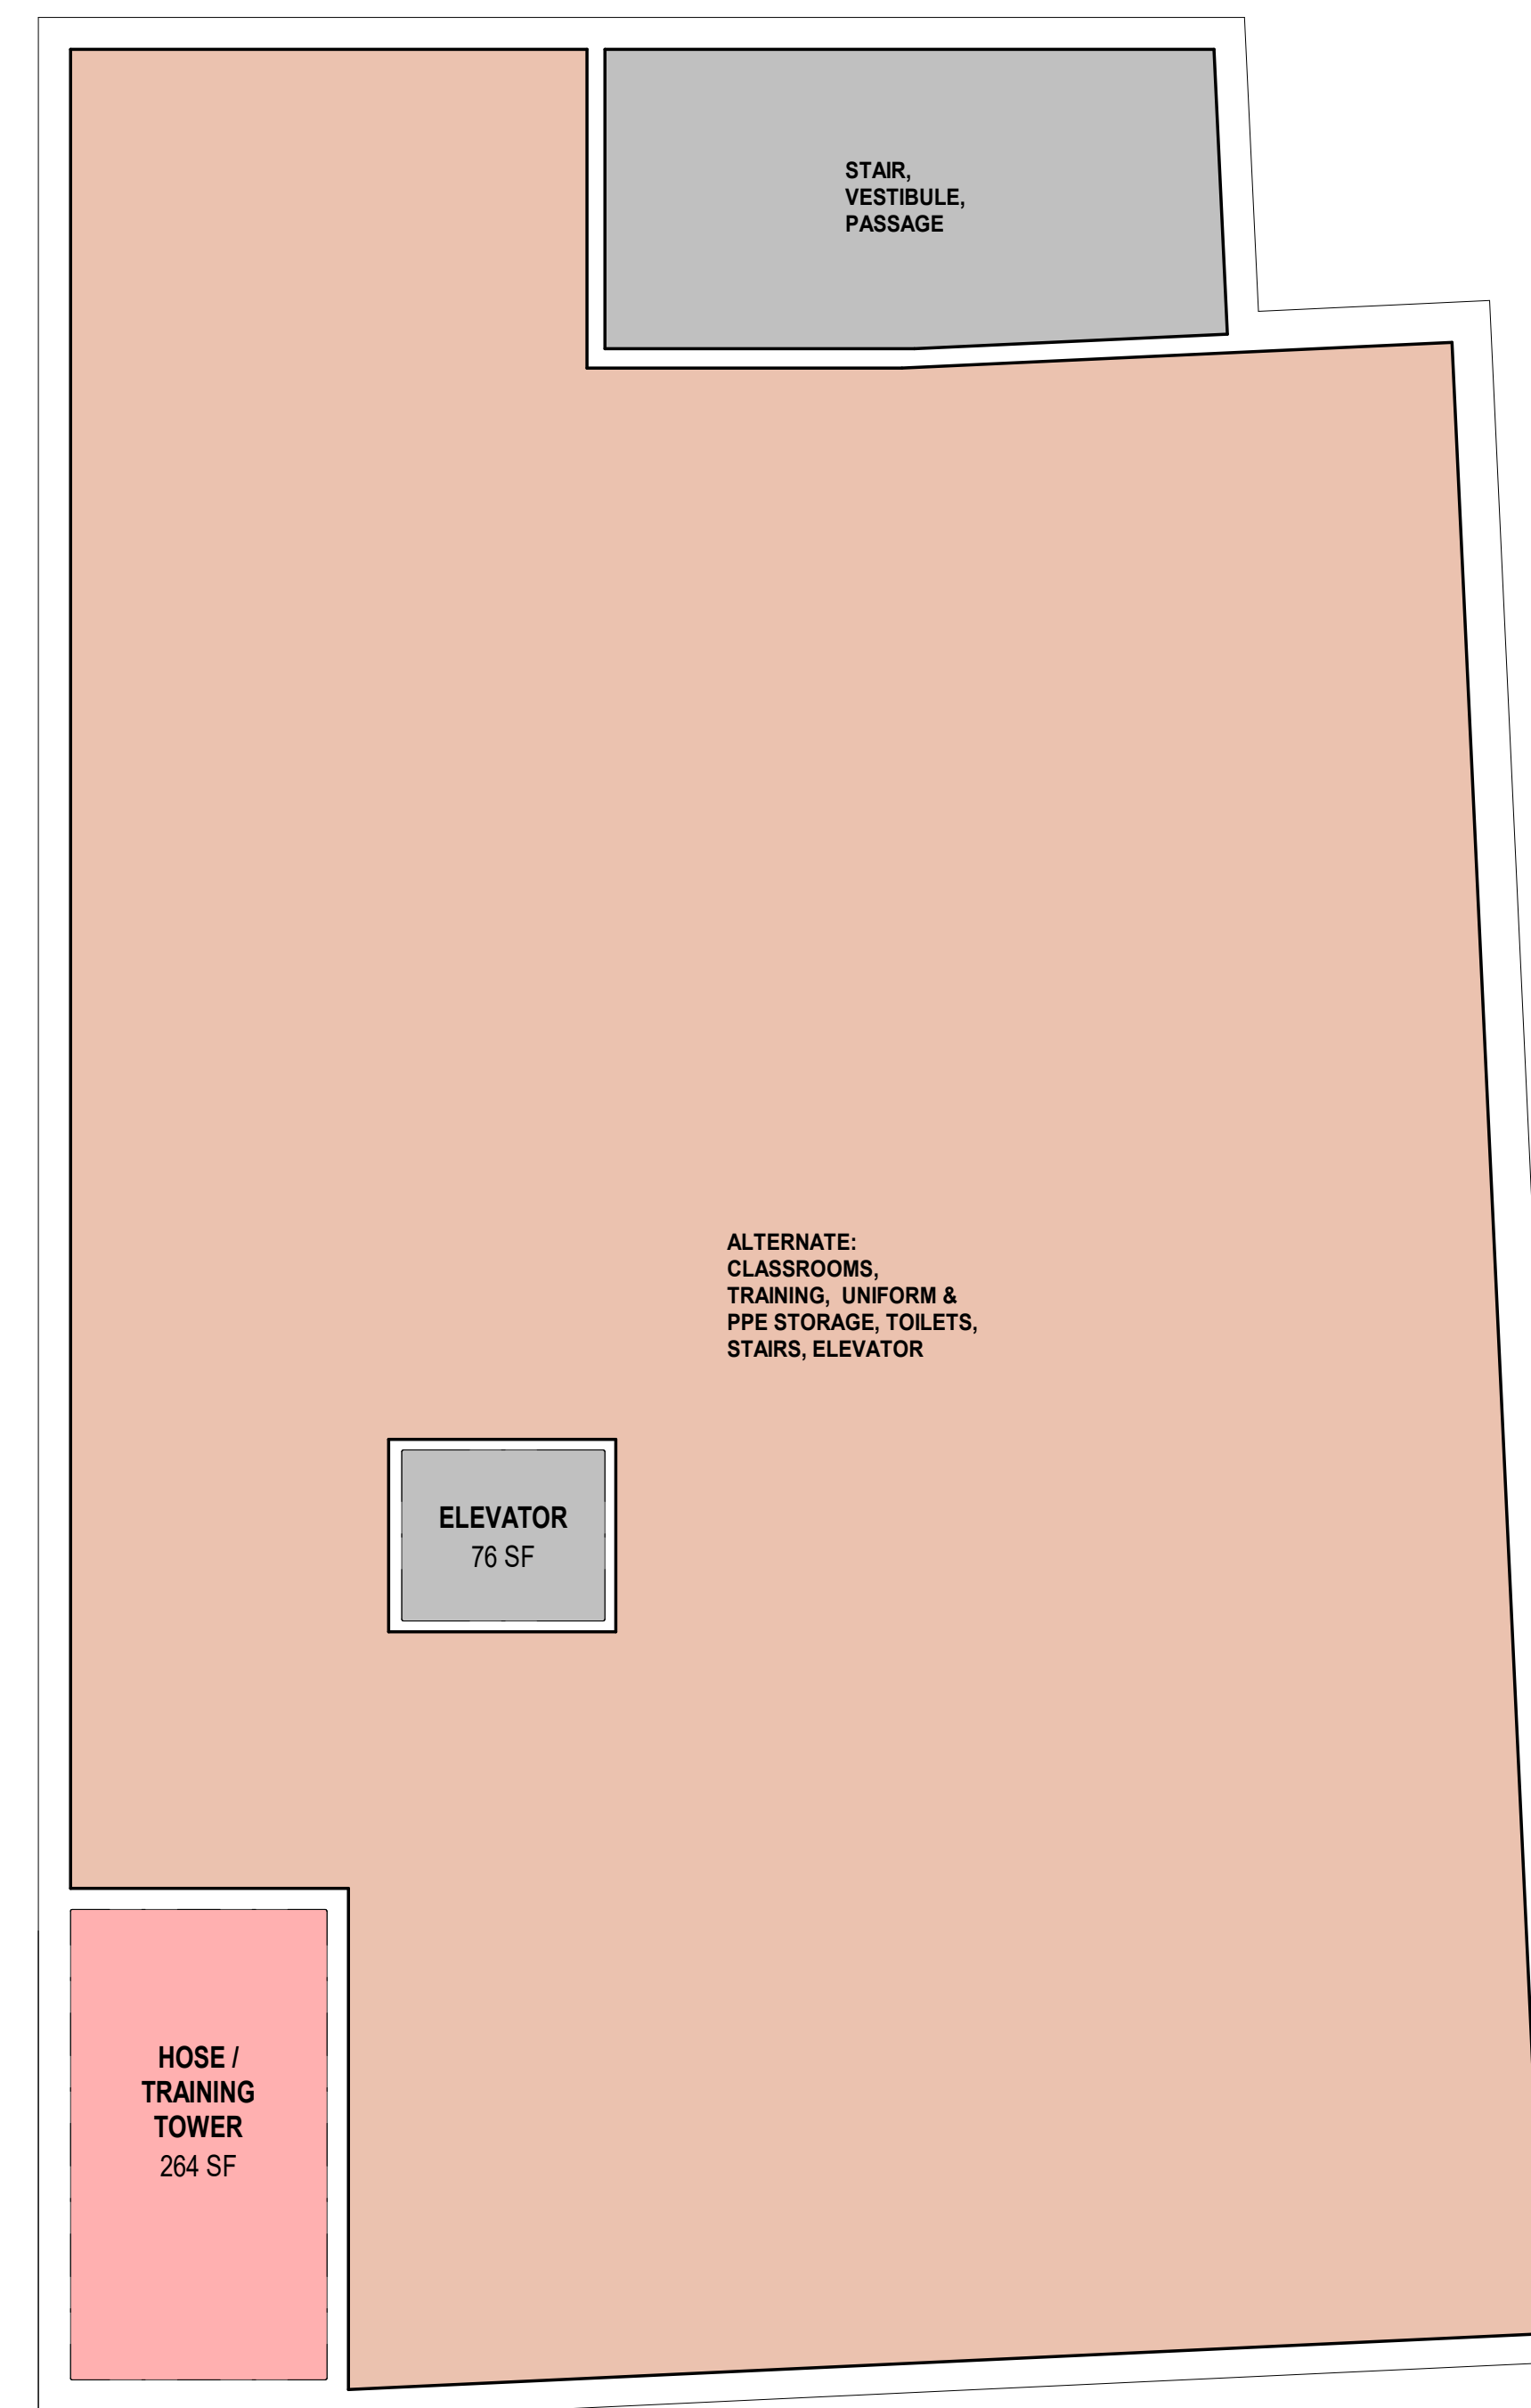 STAIR,
VESTIBULE,
PASSAGE
ALTERNATE:
CLASSROOMS,
TRAINING, UNIFORM &
PPE STORAGE, TOILETS,
STAIRS, ELEVATOR
ELEVATOR
76 SF
HOSE /
TRAINING
TOWER
264 SF